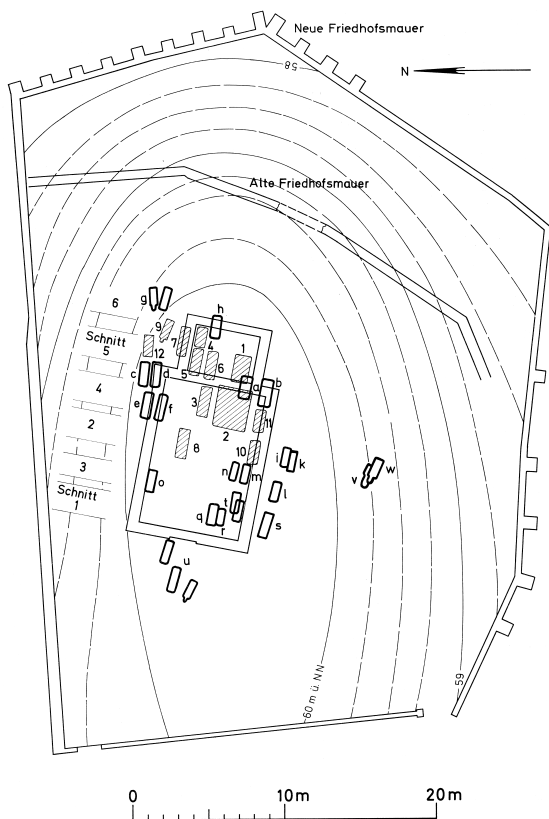 Neue Friedhofsmauer
58
N
Alte Friedhofsmauer
g
h
6
9
7
4
1
Schnitt
5
12
5
6
c
d
a
b
4
e
f
3
2
11
2
8
10
i
k
w
3
n
m
v
Schnitt
1
o
l
t
q
r
s
u
60 m ü. NN
59
0
10 m
20 m